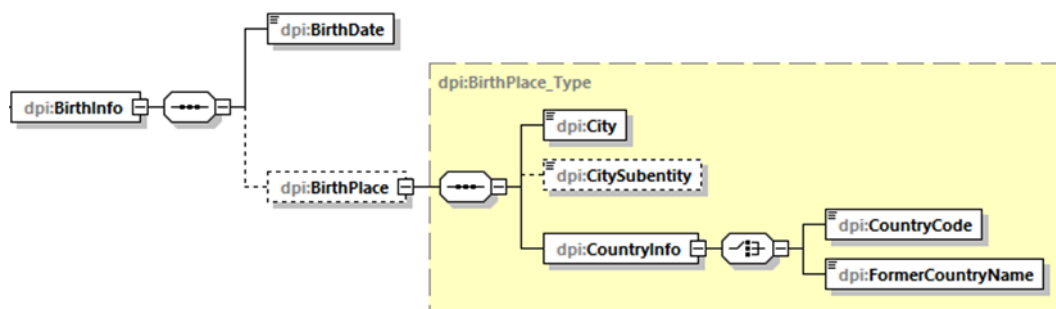 dpi:BirthDate
dpi:BirthPlace_Type
dpi:BirthInfo
dpi:City
dpi:CitySubentity
dpi:BirthPlace
dpi:CountryCode
dpi:CountryInfo
dpi:FormerCountryName